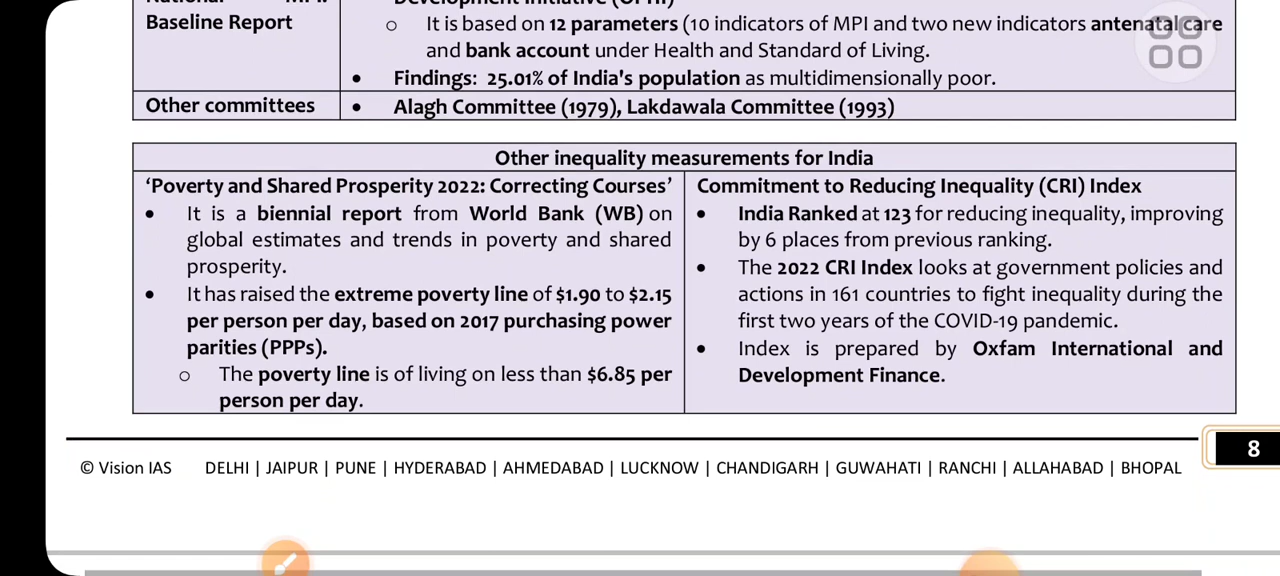 Baseline Report
o It is based on 12 parameters (10 indicators of MPI and two new indicators antenatal care
and bank account under Health and Standard of Living.
• Findings: 25.01% of India's population as multidimensionally poor.
Other committees
• Alagh Committee (1979), Lakdawala Committee (1993)
Other inequality measurements for India
‘Poverty and Shared Prosperity 2022: Correcting Courses’
• It is a biennial report from World Bank (WB) on
global estimates and trends in poverty and shared
prosperity.
• It has raised the extreme poverty line of $1.90 to $2.15
per person per day, based on 2017 purchasing power
parities (PPPs).
o The poverty line is of living on less than $6.85 per
person per day.
Commitment to Reducing Inequality (CRI) Index
• India Ranked at 123 for reducing inequality, improving
by 6 places from previous ranking.
• The 2022 CRI Index looks at government policies and
actions in 161 countries to fight inequality during the
first two years of the COVID-19 pandemic.
• Index is prepared by Oxfam International and
Development Finance.
8
© Vision IAS DELHI | JAIPUR | PUNE | HYDERABAD | AHMEDABAD | LUCKNOW | CHANDIGARH | GUWAHATI | RANCHI | ALLAHABAD | BHOPAL